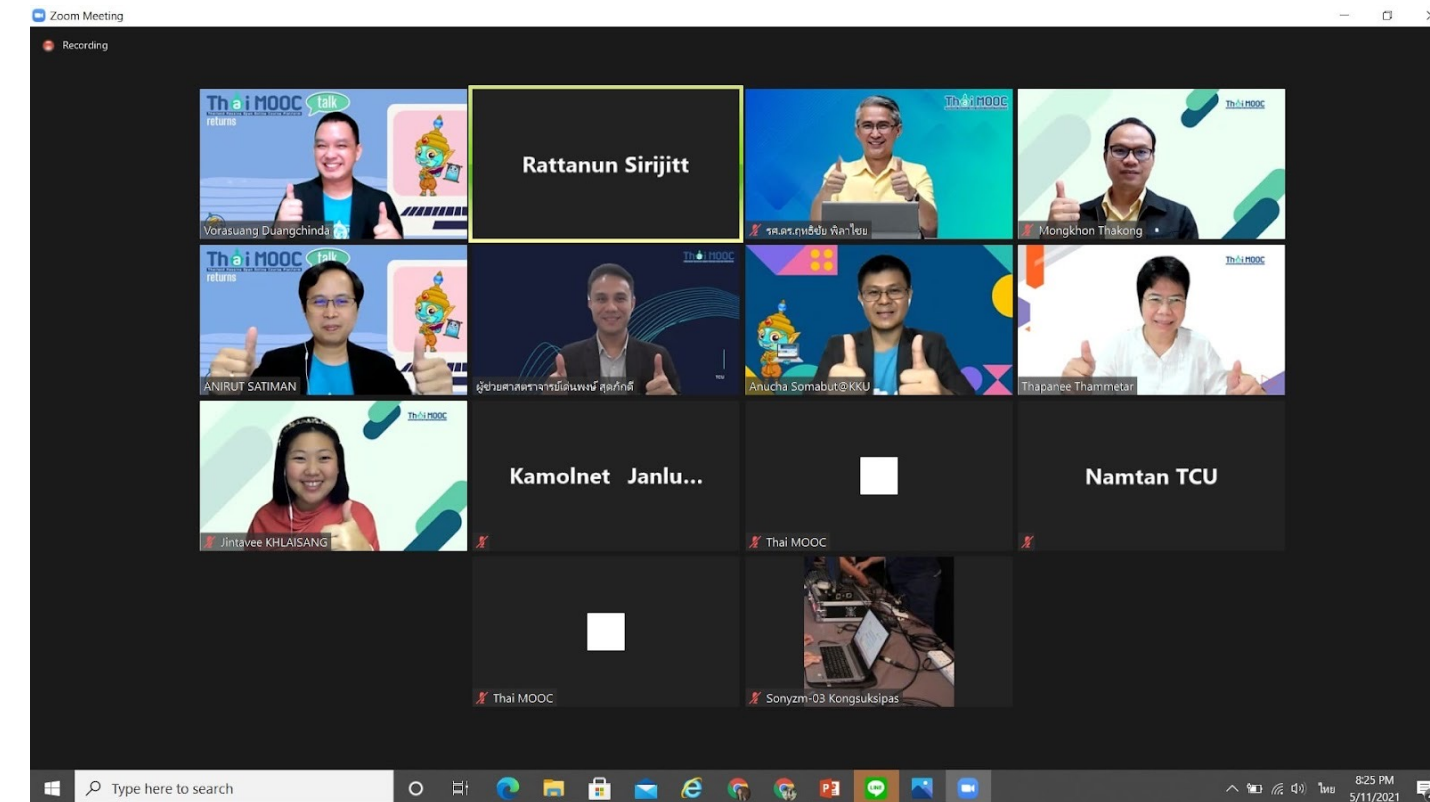 Zoom Meeting
Recording
Thai MOOC talk
returns
Vorasuang Duangchinda
Rattanun Sirijitt
Thai MOOC
รศ.ดร.ฤทธิชัย พิลาไชย
Thai MOOC
Mongkhon Thakong
Thai MOOC talk
returns
ANIRUT SATIMAN
Thai MOOC
ผู้ช่วยศาสตราจารย์เด่นพงษ์ สุดภักดี
Anucha Somabut@KKU
Thai MOOC
Thapanee Thammetar
Thai MOOC
Jintavee KHLAISANG
Kamolnet Janlu...
Thai MOOC
Namtan TCU
Thai MOOC
Sonyzm-03 Kongsuksipas
Type here to search
LINE
ไทย
8:25 PM
5/11/2021